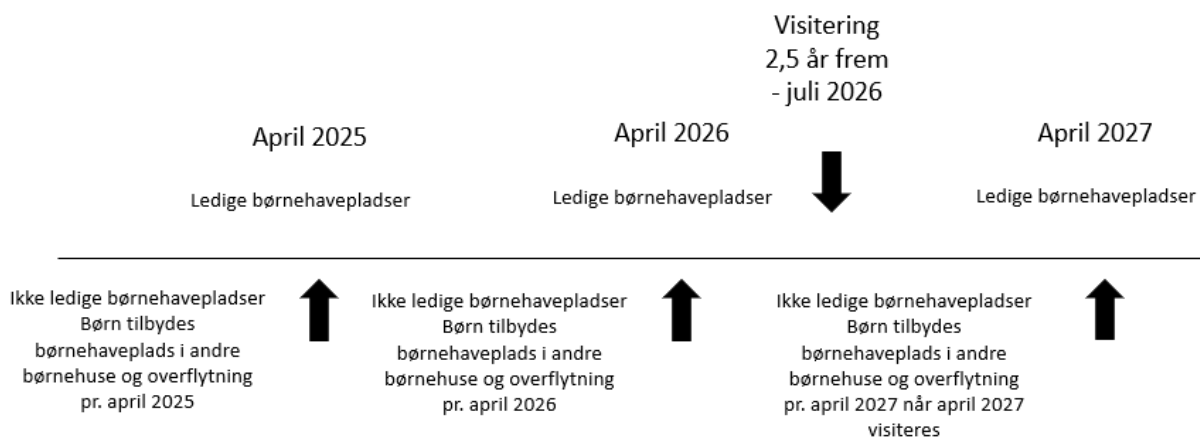 Visitering
2,5 år frem
- juli 2026
April 2025
April 2026
April 2027
Ledige børnehavepladser
Ledige børnehavepladser
Ledige børnehavepladser
Ikke ledige børnehavepladser
Børn tilbydes
børnehaveplads i andre
børnehuse og overflytning
pr. april 2025
Ikke ledige børnehavepladser
Børn tilbydes
børnehaveplads i andre
børnehuse og overflytning
pr. april 2026
Ikke ledige børnehavepladser
Børn tilbydes
børnehaveplads i andre
børnehuse og overflytning
pr. april 2027 når april 2027
visiteres